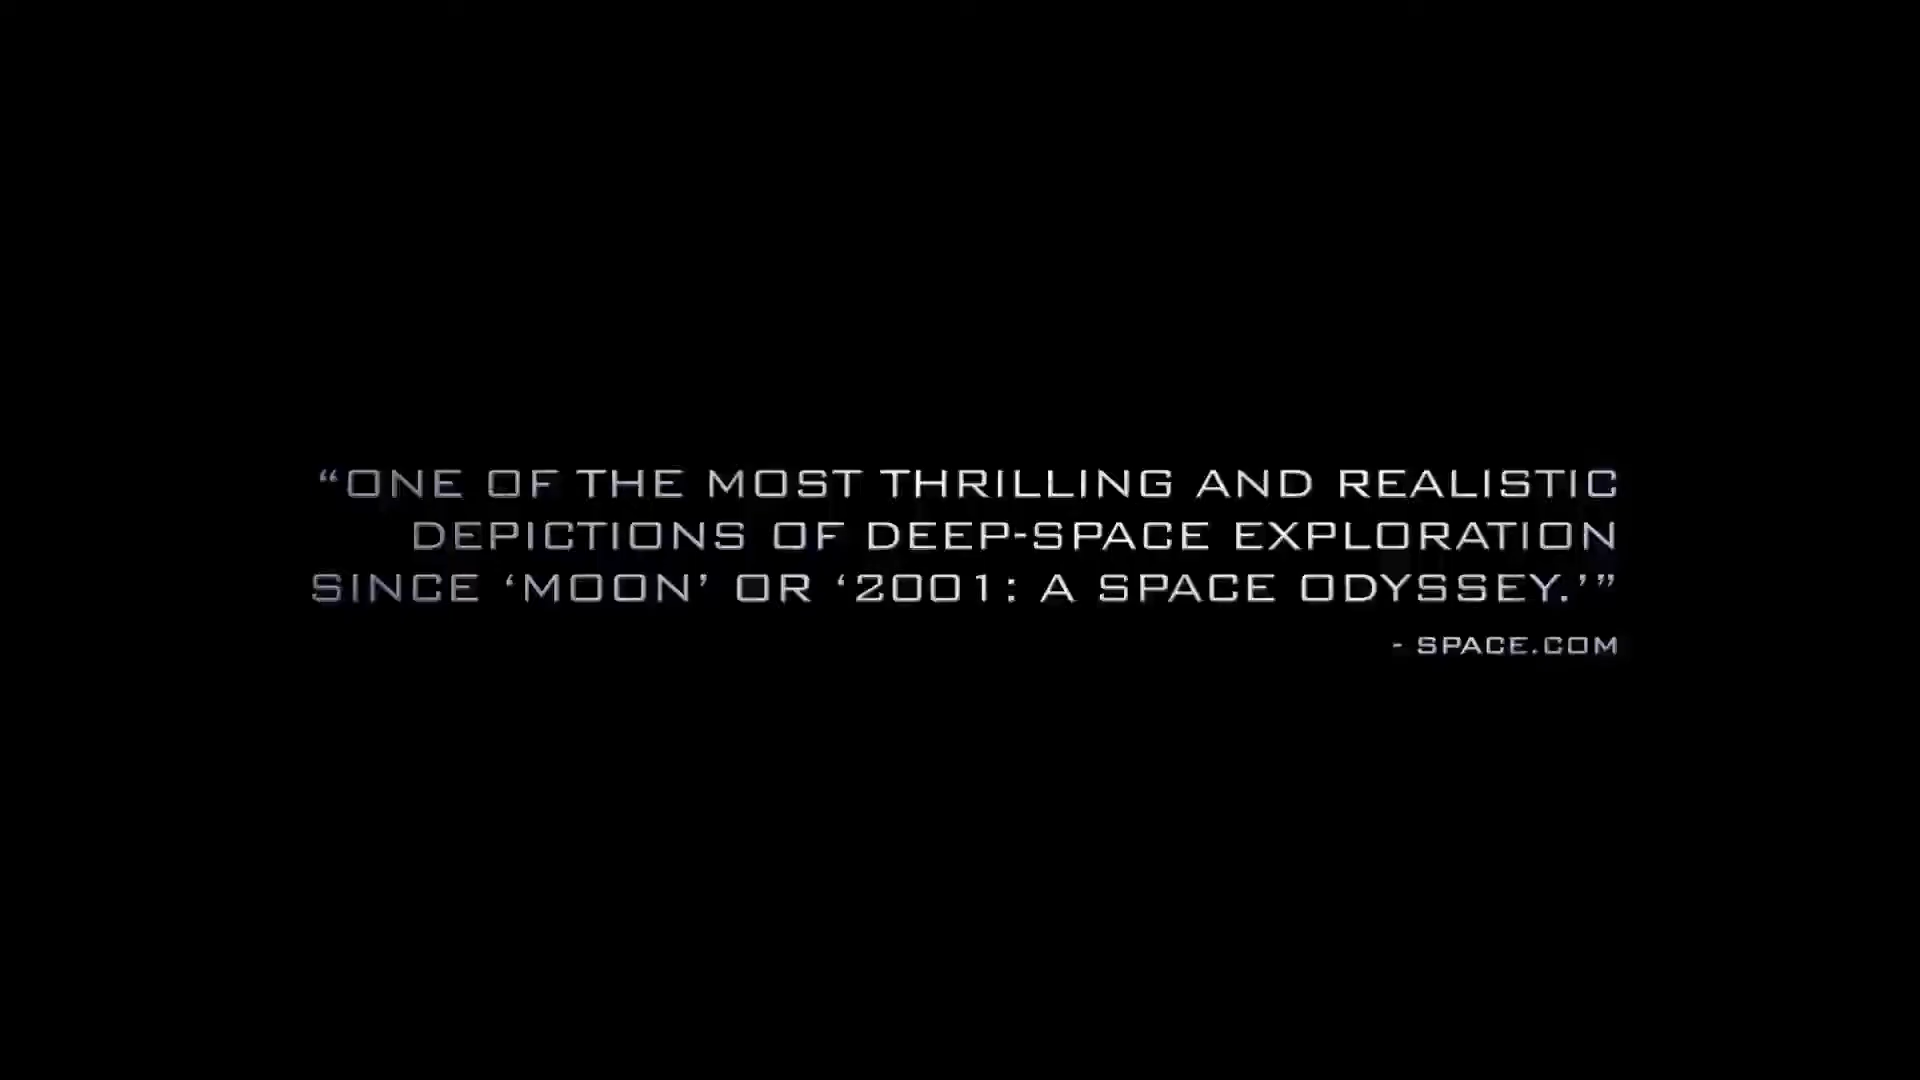 “ONE OF THE MOST THRILLING AND REALISTIC
DEPICTIONS OF DEEP-SPACE EXPLORATION
SINCE ‘MOON’ OR ‘2001: A SPACE ODYSSEY.’”
- SPACE.COM